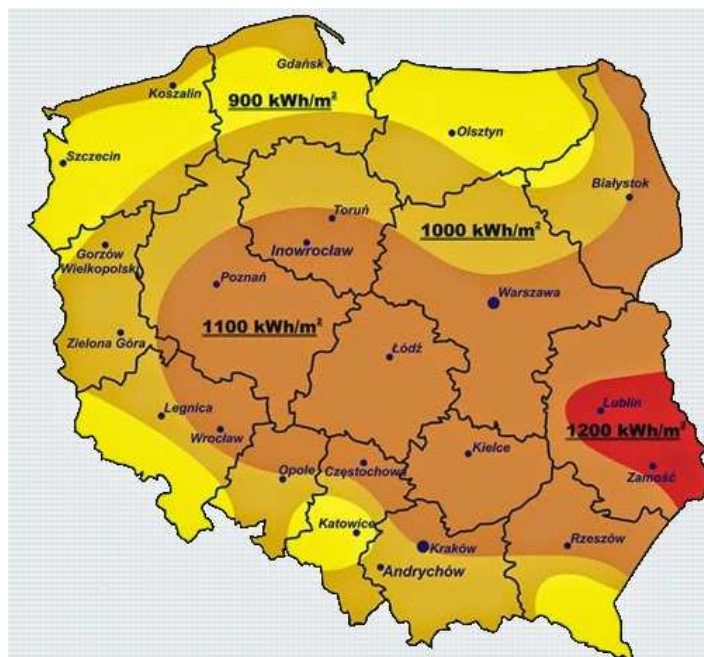 Gdańsk
Koszalin
900 kWh/m²
Olsztyn
Szczecin
Białystok
Toruń
1000 kWh/m²
Gorzów
Wielkopolski
Inowrocław
Poznań
Warszawa
1100 kWh/m²
Zielona Góra
Łódź
Legnica
Lublin
Wrocław
1200 kWh/m²
Kielce
Opole
Częstochowa
Zamość
Katowice
Kraków
Rzeszów
Andrychów